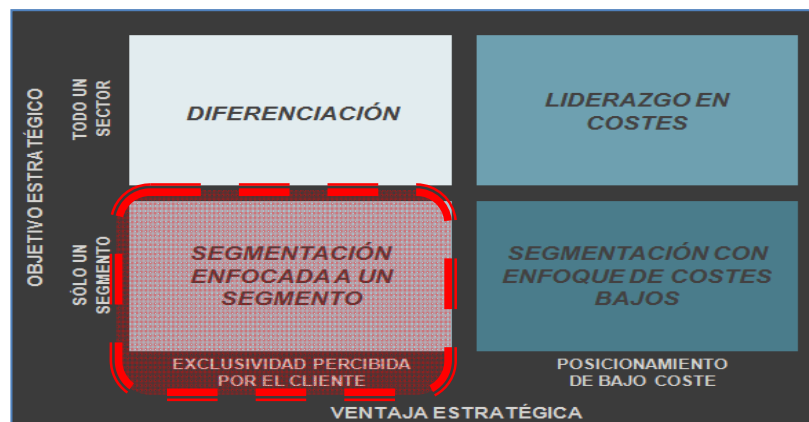 OBJETIVO ESTRATÉGICO
TODO UN
SECTOR
DIFERENCIACIÓN
LIDERAZGO EN
COSTES
SÓLO UN
SEGMENTO
SEGMENTACIÓN
ENFOCADA A UN
SEGMENTO
SEGMENTACIÓN CON
ENFOQUE DE COSTES
BAJOS
EXCLUSIVIDAD PERCIBIDA
POR EL CLIENTE
POSICIONAMIENTO
DE BAJO COSTE
VENTAJA ESTRATÉGICA